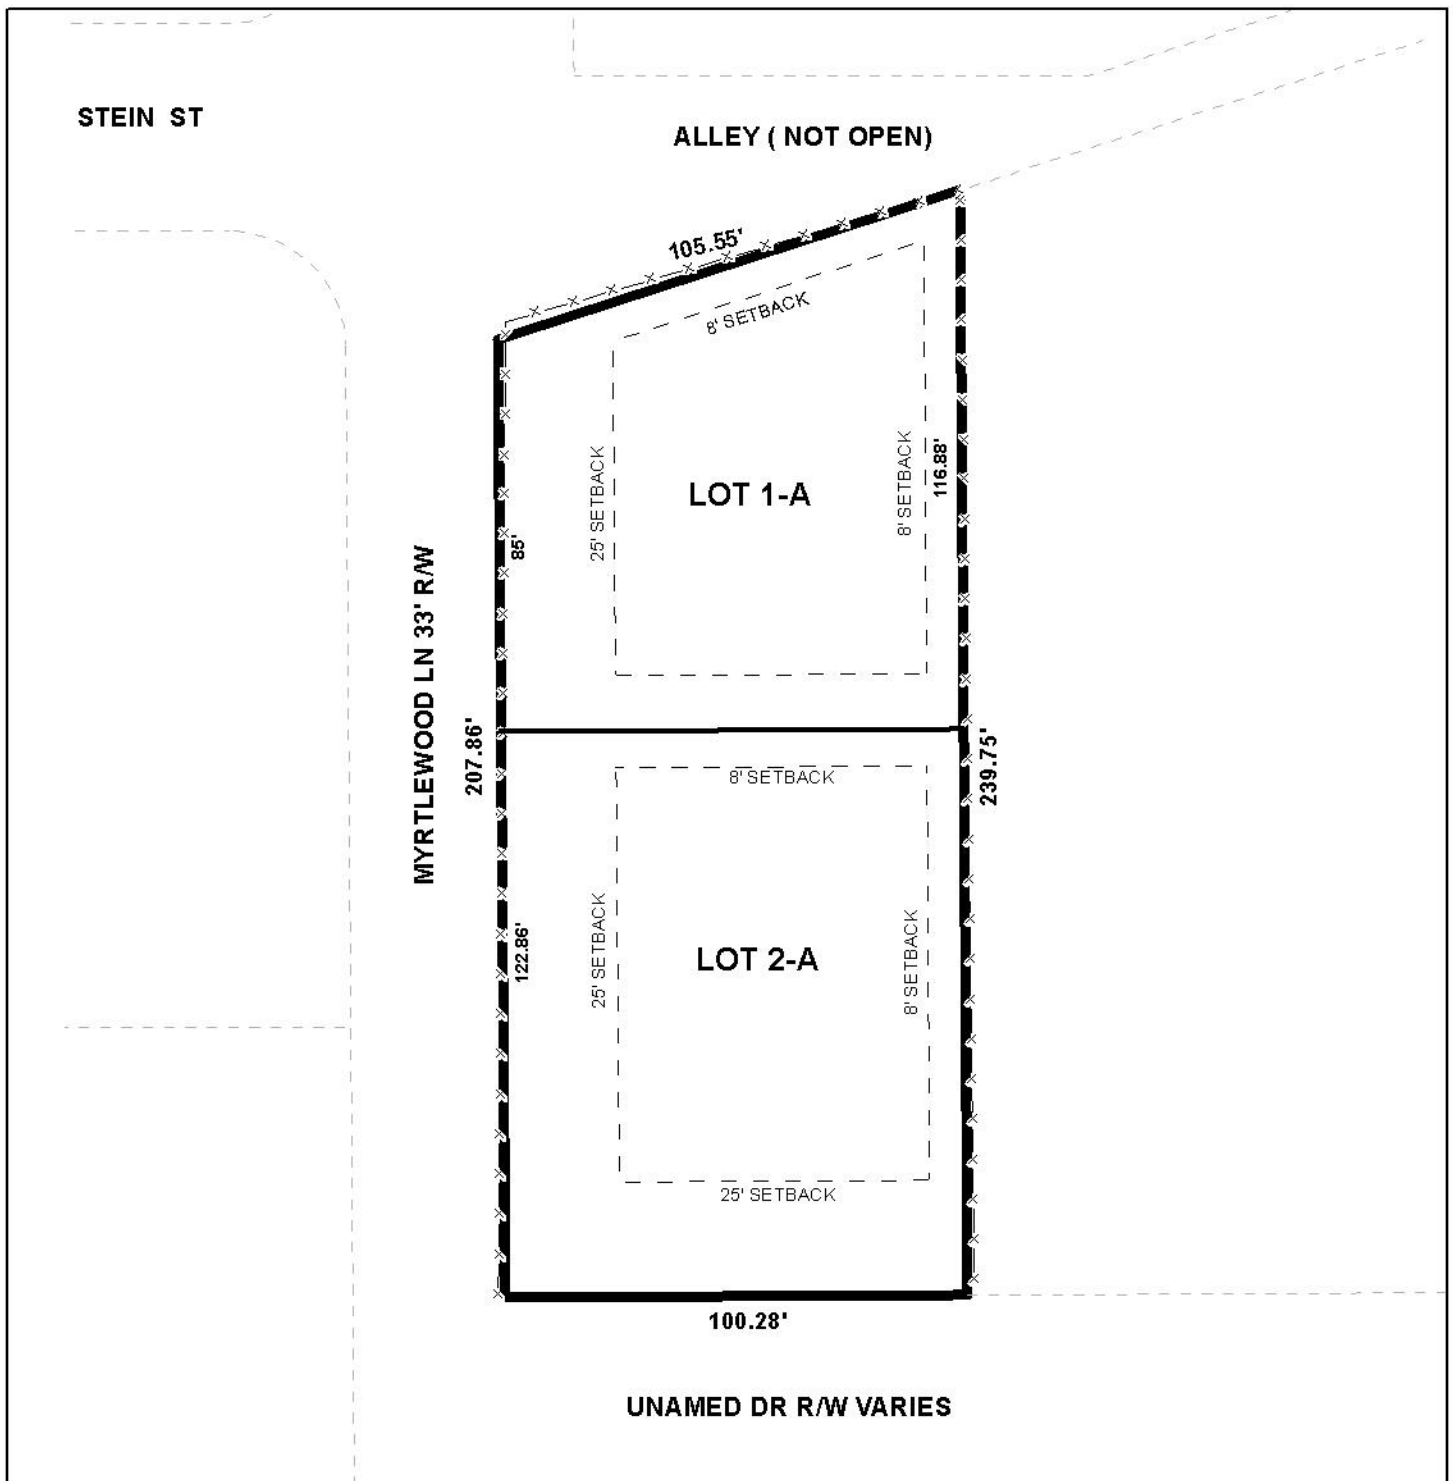 STEIN ST
ALLEY ( NOT OPEN)
105.55'
8' SETBACK
25' SETBACK
LOT 1-A
8' SETBACK
116.88'
85'
MYRTLEWOOD LN 33' R/W
207.86'
239.75'
8' SETBACK
25' SETBACK
LOT 2-A
8' SETBACK
122.86'
25' SETBACK
100.28'
UNAMED DR R/W VARIES